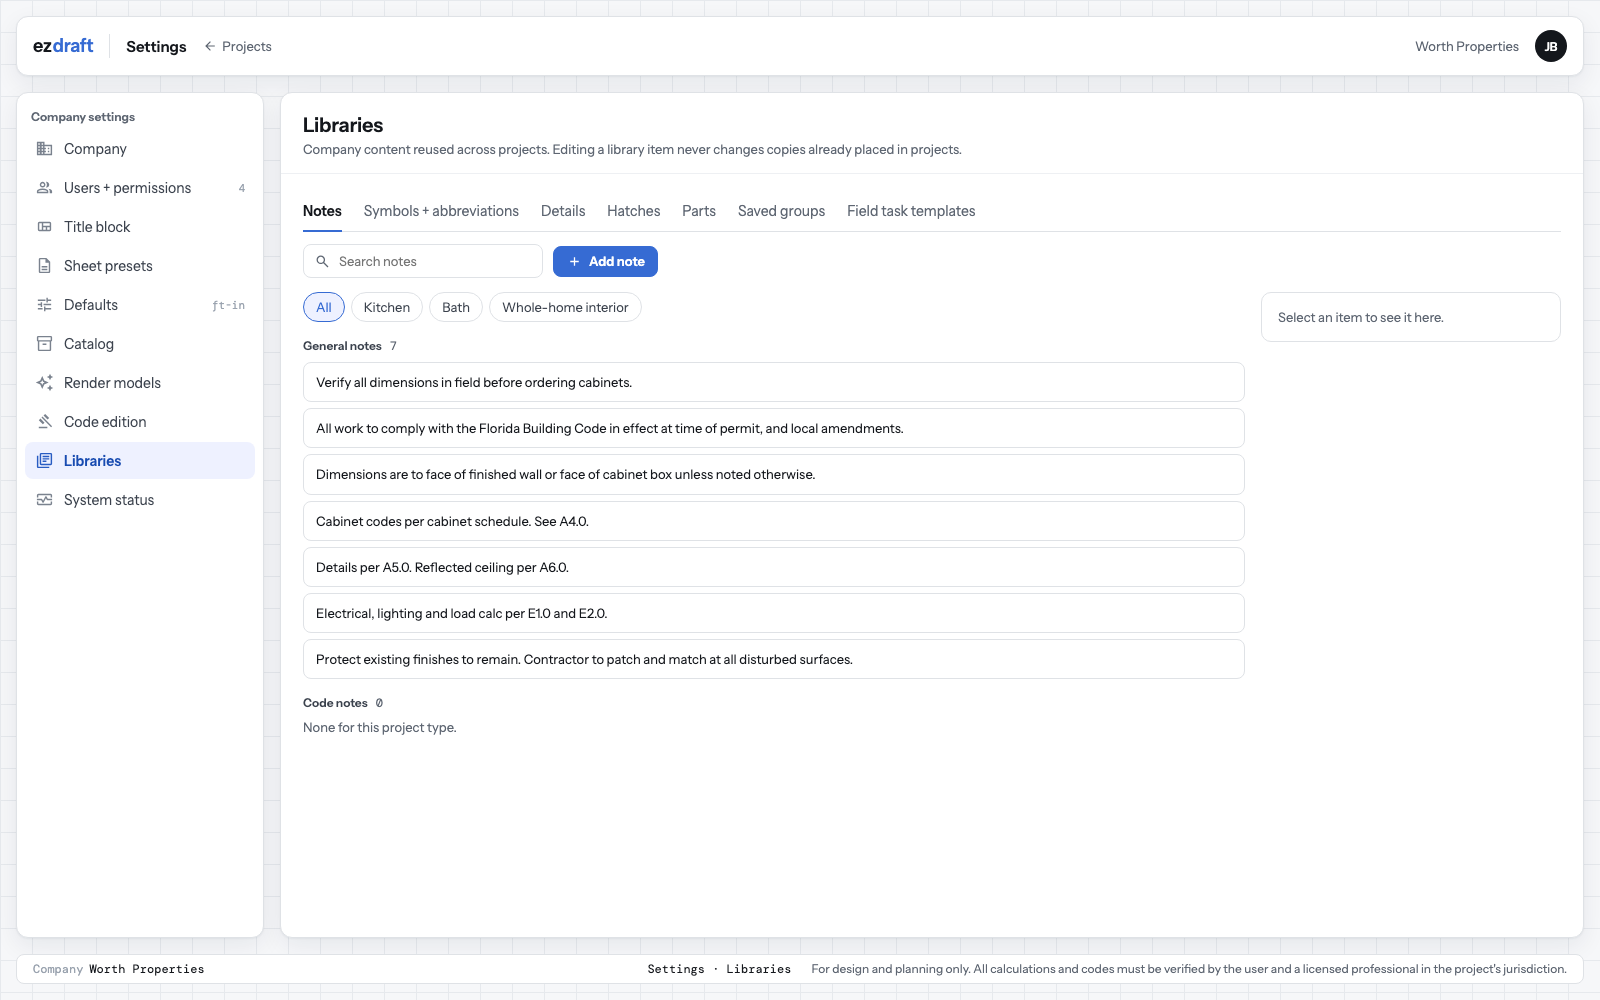 ezdraft
Settings
Projects
Worth Properties
JB
Company settings
Company
Users + permissions 4
Title block
Sheet presets
Defaults ft-in
Catalog
Render models
Code edition
Libraries
System status
Libraries
Company content reused across projects. Editing a library item never changes copies already placed in projects.
Notes Symbols + abbreviations Details Hatches Parts Saved groups Field task templates
Search notes
+ Add note
All Kitchen Bath Whole-home interior
Select an item to see it here.
General notes 7
Verify all dimensions in field before ordering cabinets.
All work to comply with the Florida Building Code in effect at time of permit, and local amendments.
Dimensions are to face of finished wall or face of cabinet box unless noted otherwise.
Cabinet codes per cabinet schedule. See A4.0.
Details per A5.0. Reflected ceiling per A6.0.
Electrical, lighting and load calc per E1.0 and E2.0.
Protect existing finishes to remain. Contractor to patch and match at all disturbed surfaces.
Code notes 0
None for this project type.
Company Worth Properties
Settings · Libraries
For design and planning only. All calculations and codes must be verified by the user and a licensed professional in the project's jurisdiction.